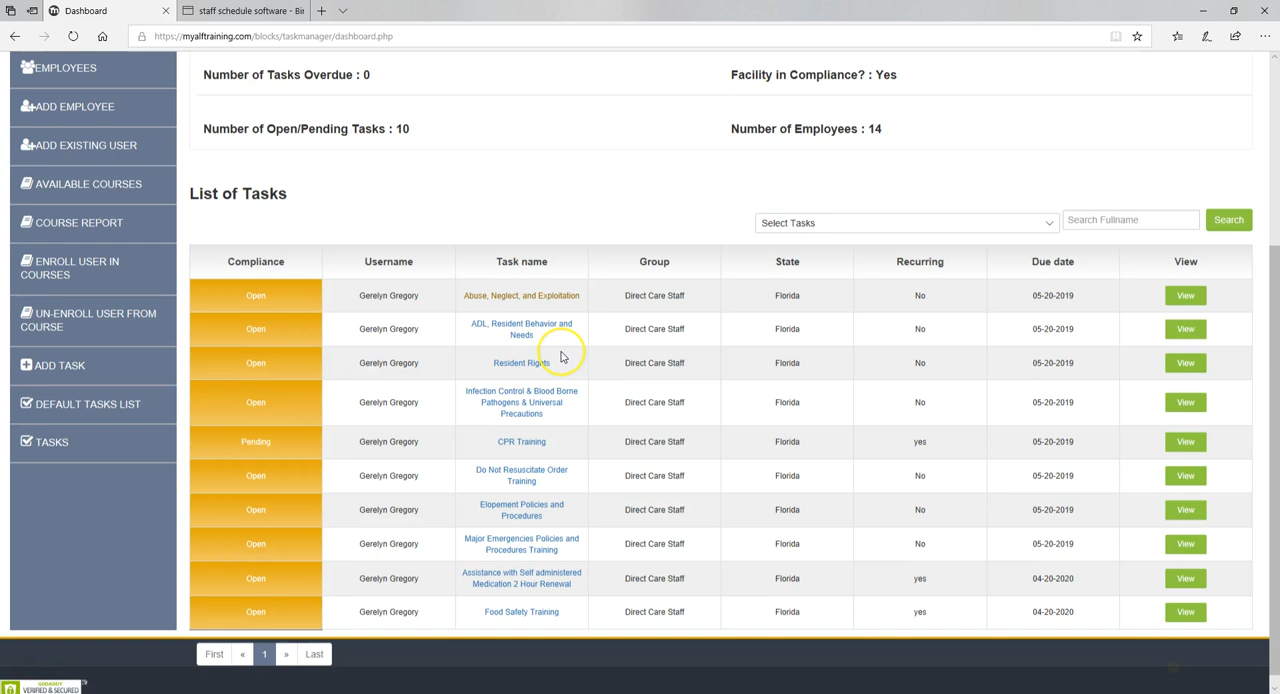 Dashboard
staff schedule software - Bin
https://myalftraining.com/blocks/taskmanager/dashboard.php
EMPLOYEES
ADD EMPLOYEE
ADD EXISTING USER
AVAILABLE COURSES
COURSE REPORT
ENROLL USER IN
COURSES
UN-ENROLL USER FROM
COURSE
ADD TASK
DEFAULT TASKS LIST
TASKS
Number of Tasks Overdue : 0
Facility in Compliance? : Yes
Number of Open/Pending Tasks : 10
Number of Employees : 14
List of Tasks
Select Tasks
Search Fullname
Search
Compliance Username Task name Group State Recurring Due date View
Open Gerelyn Gregory Abuse, Neglect, and Exploitation Direct Care Staff Florida No 05-20-2019 View
Open Gerelyn Gregory ADL, Resident Behavior and Direct Care Staff Florida No 05-20-2019 View
Needs
Open Gerelyn Gregory Resident Rights Direct Care Staff Florida No 05-20-2019 View
Infection Control & Blood Borne
Open Gerelyn Gregory Pathogens & Universal Direct Care Staff Florida No 05-20-2019 View
Precautions
Pending Gerelyn Gregory CPR Training Direct Care Staff Florida yes 05-20-2019 View
Open Gerelyn Gregory Do Not Resuscitate Order Direct Care Staff Florida No 05-20-2019 View
Training
Open Gerelyn Gregory Elopement Policies and Direct Care Staff Florida No 05-20-2019 View
Procedures
Open Gerelyn Gregory Major Emergencies Policies and Direct Care Staff Florida No 05-20-2019 View
Procedures Training
Open Gerelyn Gregory Assistance with Self administered Direct Care Staff Florida yes 04-20-2020 View
Medication 2 Hour Renewal
Open Gerelyn Gregory Food Safety Training Direct Care Staff Florida yes 04-20-2020 View
First « 1 » Last
GODADDY
VERIFIED & SECURED